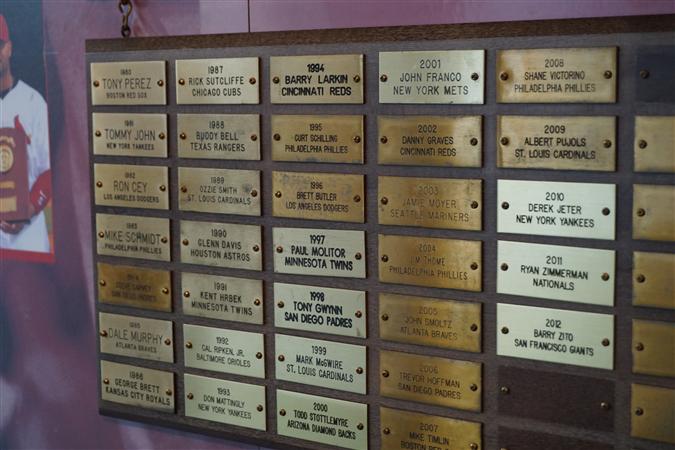 1980
TONY PEREZ
BOSTON RED SOX
1981
TOMMY JOHN
NEW YORK YANKEES
1982
RON CEY
LOS ANGELES DODGERS
1983
MIKE SCHMIDT
PHILADELPHIA PHILLIES
1984
STEVE GARVEY
SAN DIEGO PADRES
1985
DALE MURPHY
ATLANTA BRAVES
1986
GEORGE BRETT
KANSAS CITY ROYALS
1987
RICK SUTCLIFFE
CHICAGO CUBS
1988
BUDDY BELL
TEXAS RANGERS
1989
OZZIE SMITH
ST. LOUIS CARDINALS
1990
GLENN DAVIS
HOUSTON ASTROS
1991
KENT HRBEK
MINNESOTA TWINS
1992
CAL RIPKEN, JR.
BALTIMORE ORIOLES
1993
DON MATTINGLY
NEW YORK YANKEES
1994
BARRY LARKIN
CINCINNATI REDS
1995
CURT SCHILLING
PHILADELPHIA PHILLIES
1996
BRETT BUTLER
LOS ANGELES DODGERS
1997
PAUL MOLITOR
MINNESOTA TWINS
1998
TONY GWYNN
SAN DIEGO PADRES
1999
MARK McGWIRE
ST. LOUIS CARDINALS
2000
TODD STOTTLEMYRE
ARIZONA DIAMOND BACKS
2001
JOHN FRANCO
NEW YORK METS
2002
DANNY GRAVES
CINCINNATI REDS
2003
JAMIE MOYER
SEATTLE MARINERS
2004
JIM THOME
PHILADELPHIA PHILLIES
2005
JOHN SMOLTZ
ATLANTA BRAVES
2006
TREVOR HOFFMAN
SAN DIEGO PADRES
2007
MIKE TIMLIN
BOSTON RED SOX
2008
SHANE VICTORINO
PHILADELPHIA PHILLIES
2009
ALBERT PUJOLS
ST. LOUIS CARDINALS
2010
DEREK JETER
NEW YORK YANKEES
2011
RYAN ZIMMERMAN
NATIONALS
2012
BARRY ZITO
SAN FRANCISCO GIANTS